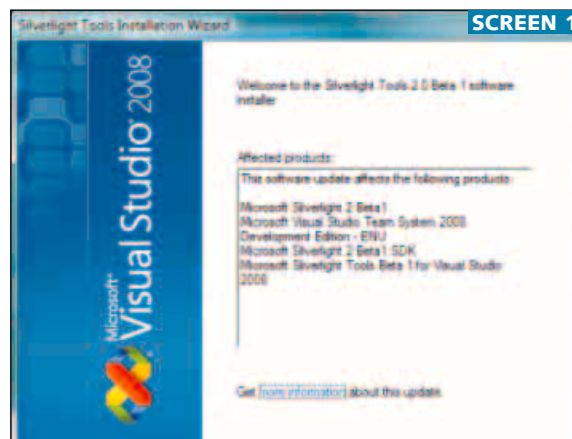 Silverlight Tools Installation Wizard
SCREEN 1
Microsoft®
Visual Studio 2008
Welcome to the Silverlight Tools 2.0 Beta 1 software
installer
Affected products:
This software update affects the following products:
Microsoft Silverlight 2 Beta1
Microsoft Visual Studio Team System 2008
Development Edition - ENU
Microsoft Silverlight 2 Beta1 SDK
Microsoft Silverlight Tools Beta 1 for Visual Studio
2008
Get more information about this update.